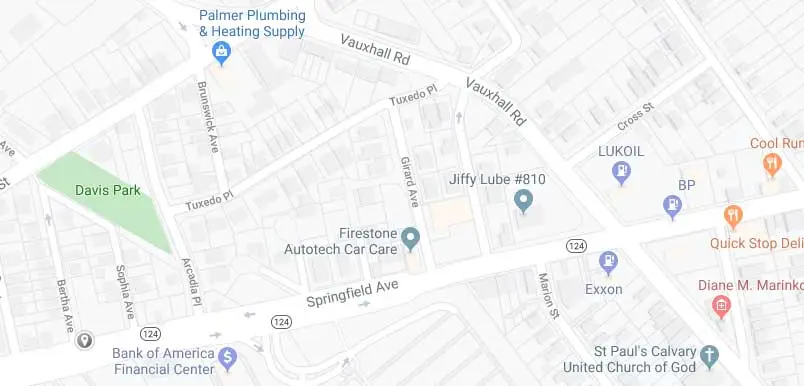 Palmer Plumbing
& Heating Supply
Vauxhall Rd
Vauxhall Rd
Tuxedo Pl
Brunswick Ave
Cross St
Ave
Cool Run
LUKOIL
Girard Ave
Jiffy Lube #810
St
Davis Park
Tuxedo Pl
BP
Firestone
Autotech Car Care
Quick Stop Deli
124
Exxon
Arcadia Pl
Sophia Ave
Bertha Ave
Springfield Ave
Marion St
Diane M. Marinko
124
124
Bank of America
Financial Center
St Paul's Calvary
United Church of God